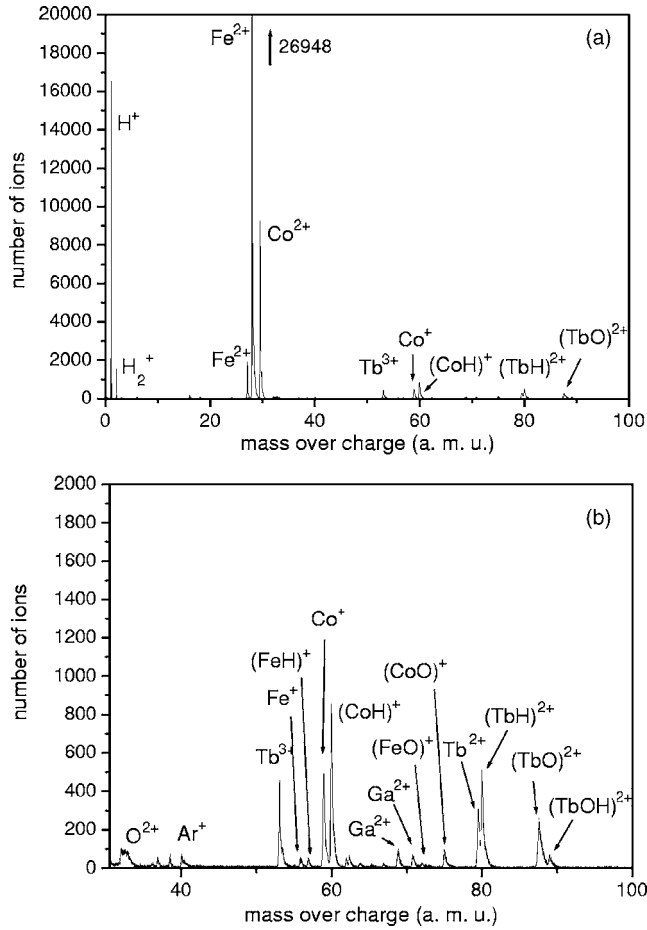 (a)
20000
18000
16000
14000
12000
10000
8000
6000
4000
2000
0
number of ions
Fe²⁺
26948
H⁺
Co²⁺
H₂⁺
Fe²⁺
Tb³⁺
Co⁺
(CoH)⁺
(TbH)²⁺
(TbO)²⁺
0 20 40 60 80 100
mass over charge (a. m. u.)
(b)
2000
1800
1600
1400
1200
1000
800
600
400
200
0
number of ions
Co⁺
(FeH)⁺
Fe⁺
Tb³⁺
(CoH)⁺
(CoO)⁺
(FeO)⁺
Tb²⁺
(TbH)²⁺
Ga²⁺
Ga²⁺
(TbO)²⁺
(TbOH)²⁺
O²⁺
Ar⁺
40 60 80 100
mass over charge (a. m. u.)